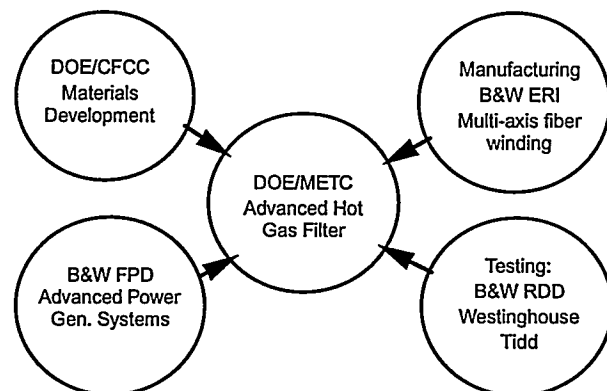 DOE/CFCC
Materials
Development
Manufacturing
B&W ERI
Multi-axis fiber
winding
DOE/METC
Advanced Hot
Gas Filter
B&W FPD
Advanced Power
Gen. Systems
Testing:
B&W RDD
Westinghouse
Tidd